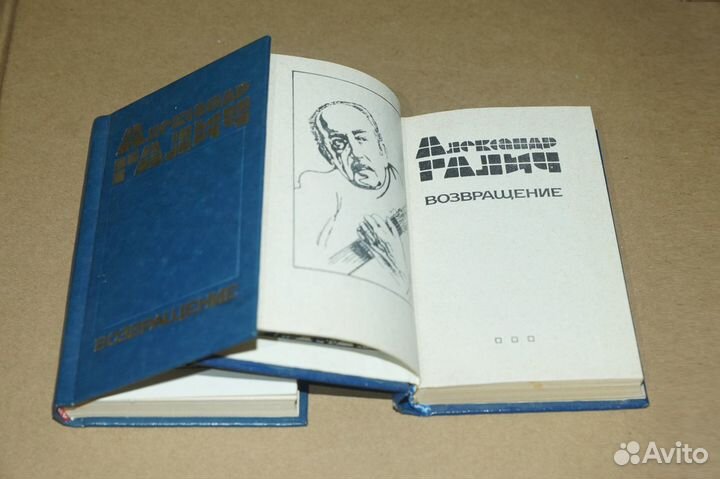 Александр
ГАЛИЧ
ВОЗВРАЩЕНИЕ
Александр
ГАЛИЧ
ВОЗВРАЩЕНИЕ
Avito